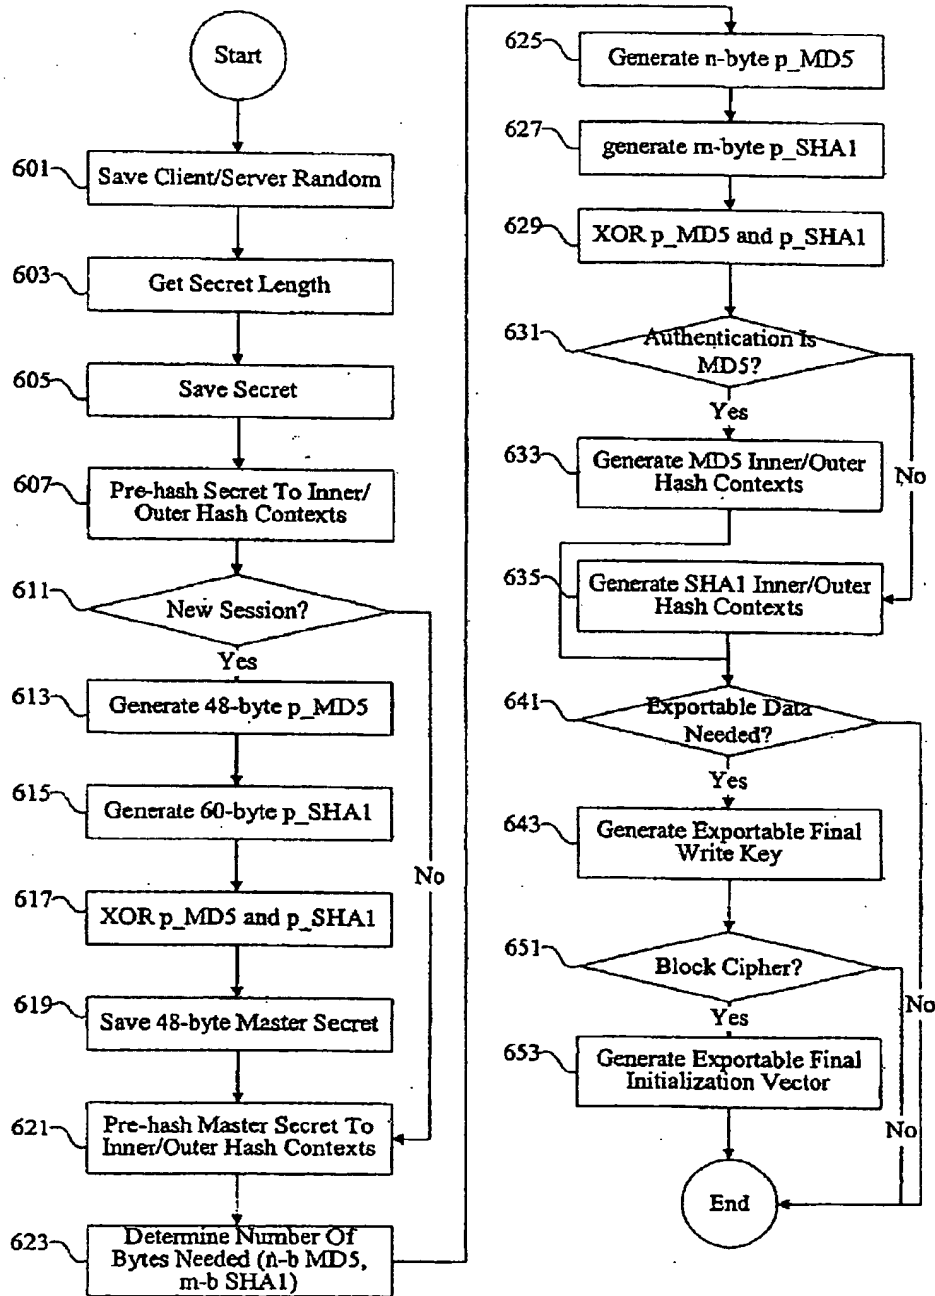 Start
601
Save Client/Server Random
603
Get Secret Length
605
Save Secret
607
Pre-hash Secret To Inner/
Outer Hash Contexts
611
New Session?
Yes
No
613
Generate 48-byte p_MD5
615
Generate 60-byte p_SHA1
617
XOR p_MD5 and p_SHA1
619
Save 48-byte Master Secret
621
Pre-hash Master Secret To
Inner/Outer Hash Contexts
623
Determine Number Of
Bytes Needed (n-b MD5,
m-b SHA1)
625
Generate n-byte p_MD5
627
generate m-byte p_SHA1
629
XOR p_MD5 and p_SHA1
631
Authentication Is
MD5?
Yes
No
633
Generate MD5 Inner/Outer
Hash Contexts
635
Generate SHA1 Inner/Outer
Hash Contexts
641
Exportable Data
Needed?
Yes
No
643
Generate Exportable Final
Write Key
651
Block Cipher?
Yes
No
653
Generate Exportable Final
Initialization Vector
End